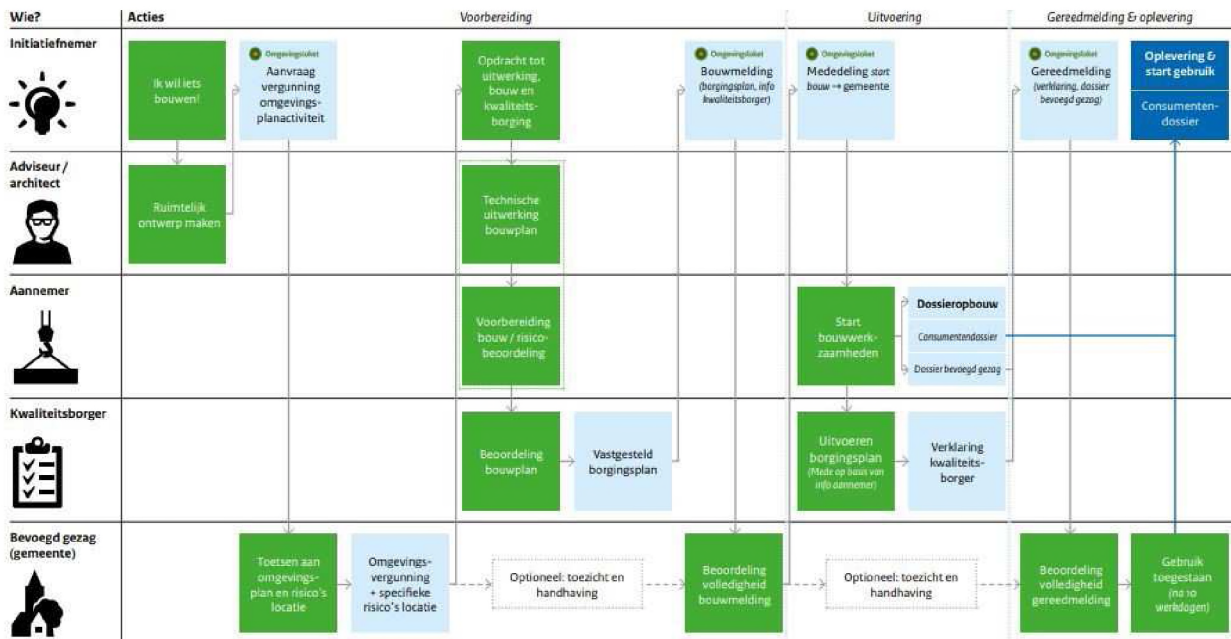 Wie?
Acties
Voorbereiding
Uitvoering
Gereedmelding & oplevering
Initiatiefnemer
Ik wil iets
bouwen!
Omgevingsloket
Aanvraag
vergunning
omgevings-
planactiviteit
Opdracht tot
uitwerking,
bouw en
kwaliteits-
borging
Omgevingsloket
Bouwmelding
(borgingsplan, info
kwaliteitsborger)
Omgevingsloket
Mededeling start
bouw → gemeente
Omgevingsloket
Gereedmelding
(verklaring, dossier
bevoegd gezag)
Oplevering &
start gebruik
Consumenten-
dossier
Adviseur /
architect
Ruimtelijk
ontwerp maken
Technische
uitwerking
bouwplan
Aannemer
Voorbereiding
bouw / risico-
beoordeling
Start
bouwwerk-
zaamheden
Dossieropbouw
Consumentendossier
Dossier bevoegd gezag
Kwaliteitsborger
Beoordeling
bouwplan
Vastgesteld
borgingsplan
Uitvoeren
borgingsplan
(Mede op basis van
info aannemer)
Verklaring
kwaliteits-
borger
Bevoegd gezag
(gemeente)
Toetsen aan
omgevings-
plan en risico's
locatie
Omgevings-
vergunning
+ specifieke
risico's locatie
Optioneel: toezicht en
handhaving
Beoordeling
volledigheid
bouwmelding
Optioneel: toezicht en
handhaving
Beoordeling
volledigheid
gereedmelding
Gebruik
toegestaan
(na 10
werkdagen)